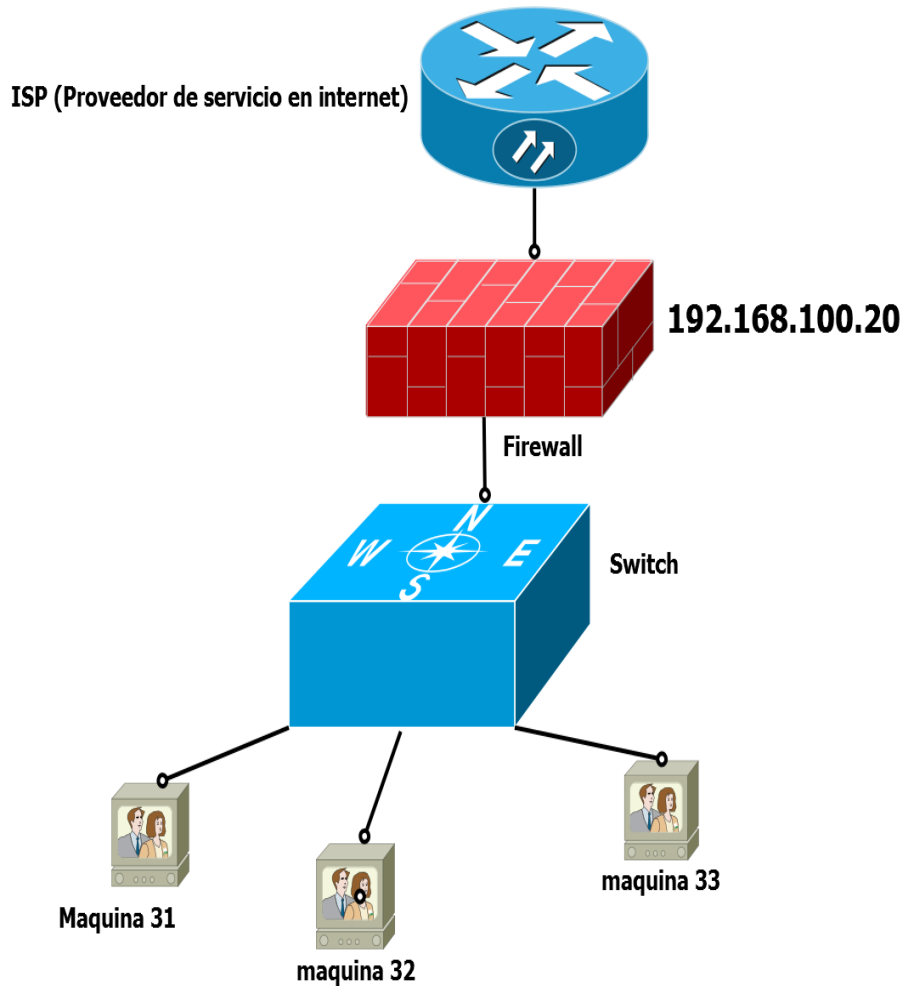 ISP (Proveedor de servicio en internet)
192.168.100.20
Firewall
N
W
E
S
Switch
Maquina 31
maquina 32
maquina 33